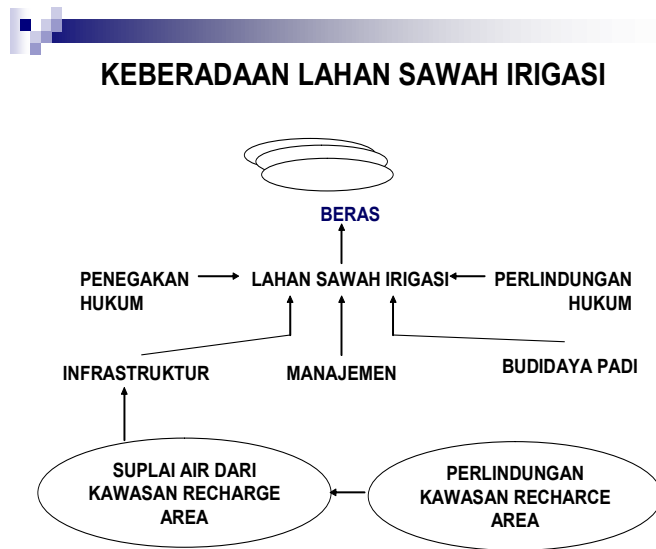 KEBERADAAN LAHAN SAWAH IRIGASI
BERAS
PENEGAKAN
HUKUM
LAHAN SAWAH IRIGASI
PERLINDUNGAN
HUKUM
INFRASTRUKTUR
MANAJEMEN
BUDIDAYA PADI
SUPLAI AIR DARI
KAWASAN RECHARGE
AREA
PERLINDUNGAN
KAWASAN RECHARCE
AREA